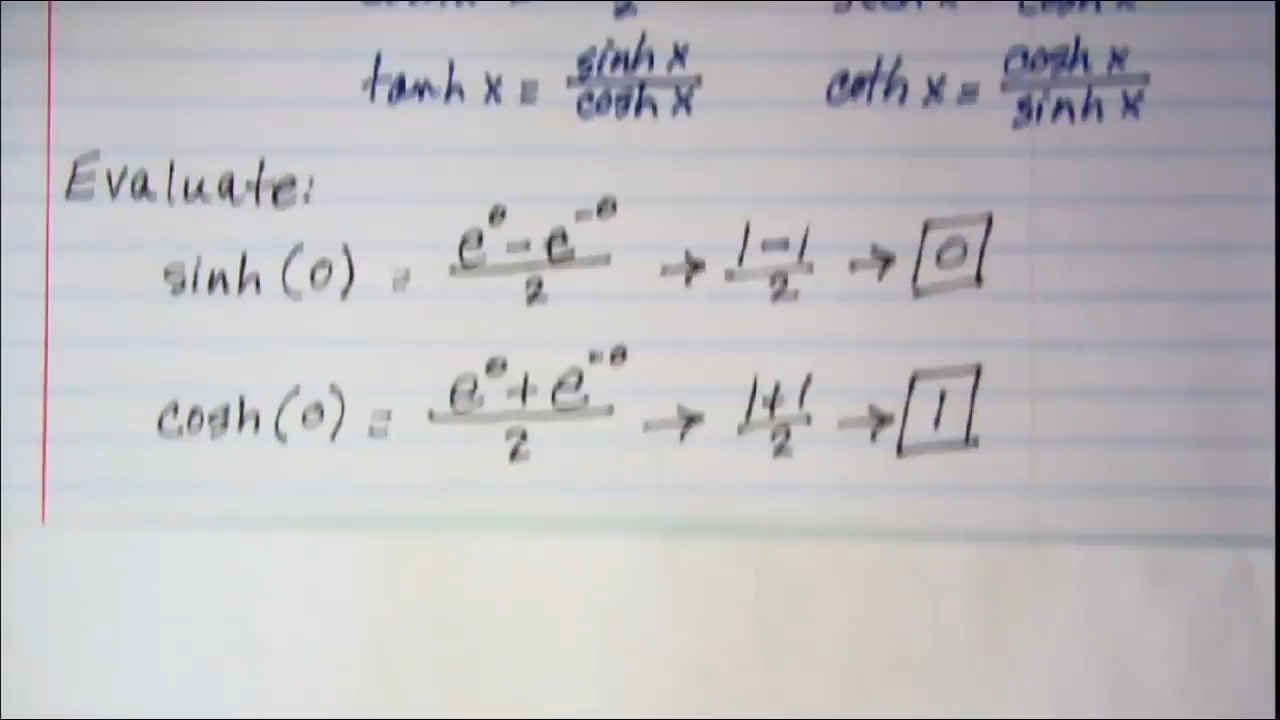 tanh x = sinh x / cosh x    coth x = cosh x / sinh x
Evaluate:
sinh(0) = (e^0 - e^-0) / 2 → (1-1) / 2 → 0
cosh(0) = (e^0 + e^-0) / 2 → (1+1) / 2 → 1